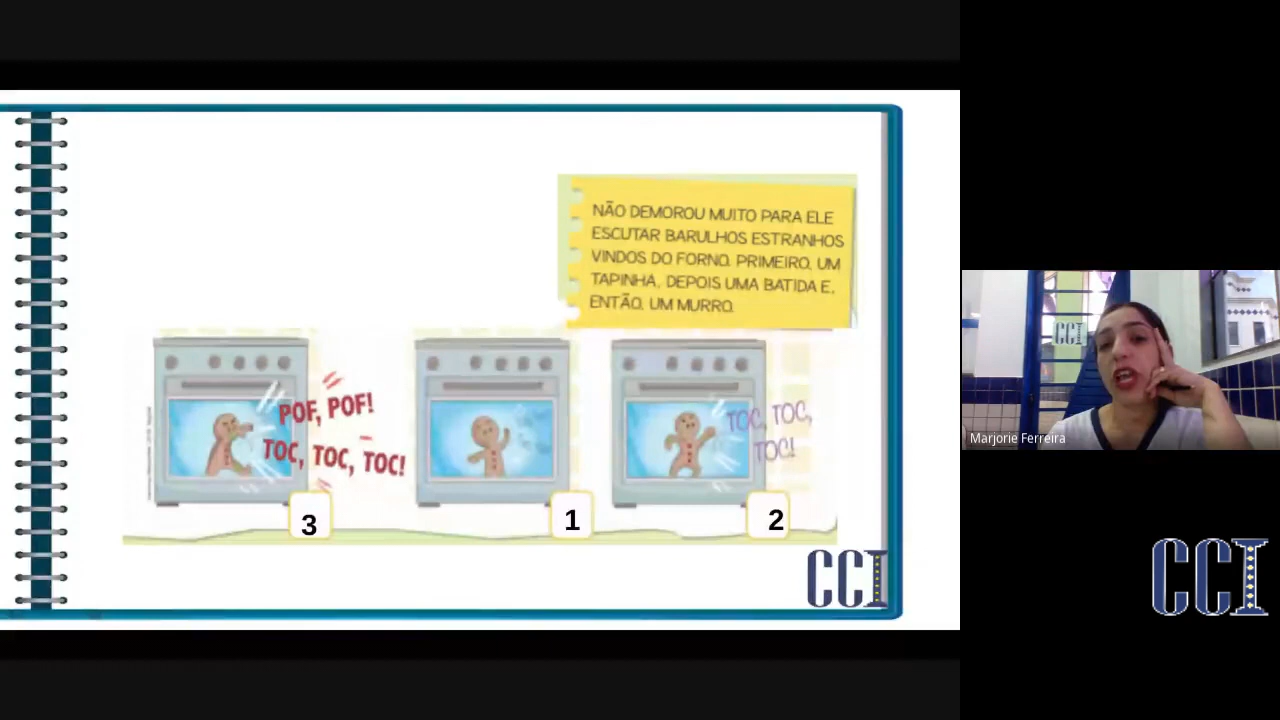 NÃO DEMOROU MUITO PARA ELE
ESCUTAR BARULHOS ESTRANHOS
VINDOS DO FORNO. PRIMEIRO, UM
TAPINHA, DEPOIS UMA BATIDA E,
ENTÃO, UM MURRO.
POF, POF!
TOC, TOC, TOC!
TOC, TOC,
TOC!
3
1
2
CCI
CCI
Marjorie Ferreira
CCI